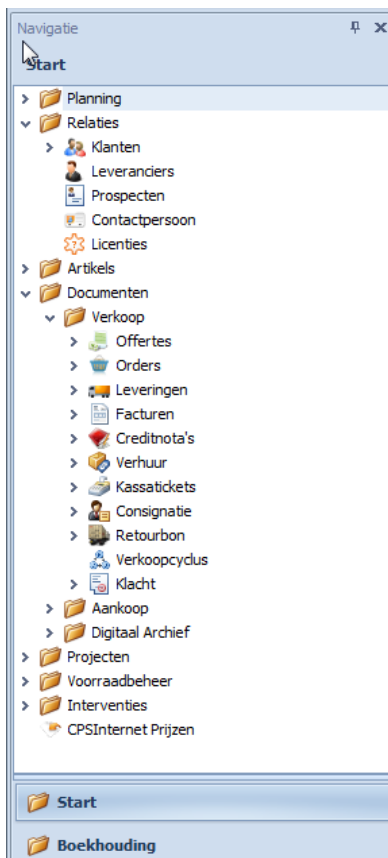 Navigatie
Start
Planning
Relaties
Klanten
Leveranciers
Prospecten
Contactpersoon
Licenties
Artikels
Documenten
Verkoop
Offertes
Orders
Leveringen
Facturen
Creditnota's
Verhuur
Kassatickets
Consignatie
Retourbon
Verkoopcyclus
Klacht
Aankoop
Digitaal Archief
Projecten
Voorraadbeheer
Interventies
CPSInternet Prijzen
Start
Boekhouding